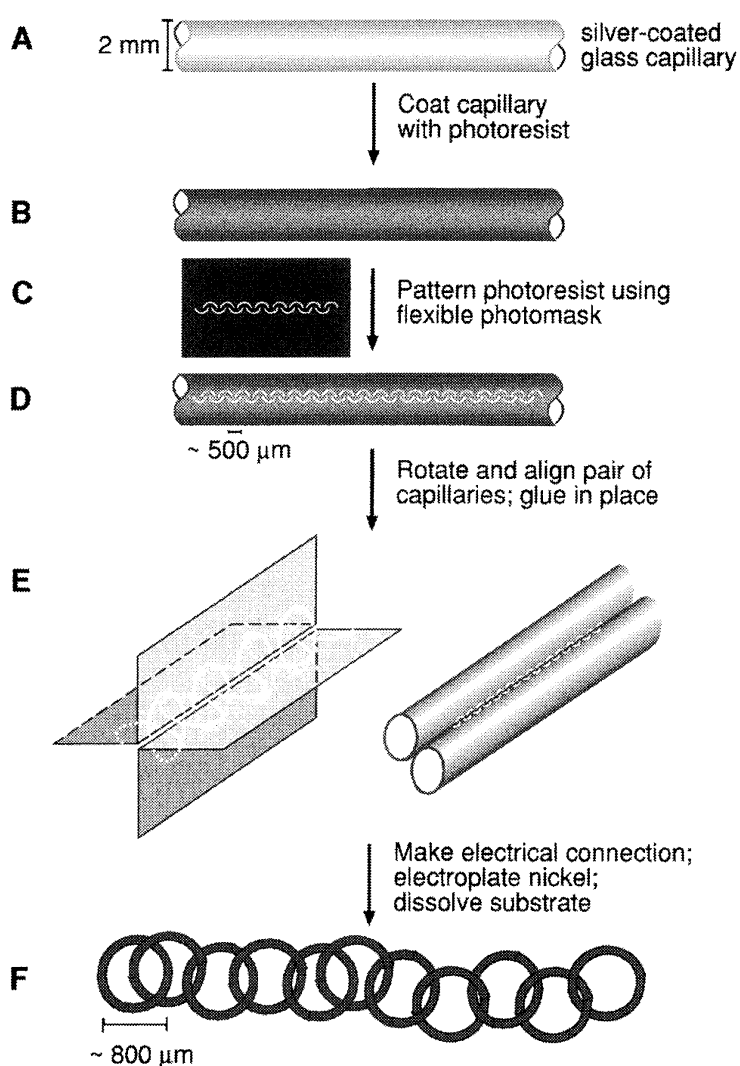 A
2 mm
silver-coated
glass capillary
Coat capillary
with photoresist
B
C
Pattern photoresist using
flexible photomask
D
~ 500 µm
Rotate and align pair of
capillaries; glue in place
E
Make electrical connection;
electroplate nickel;
dissolve substrate
F
~ 800 µm